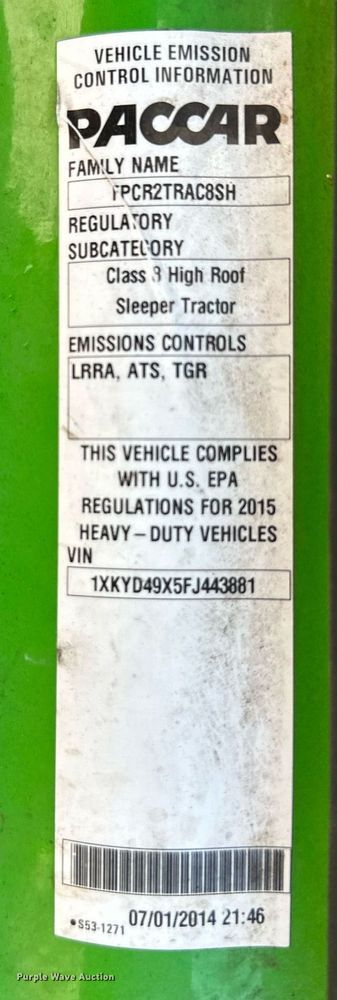 VEHICLE EMISSION
CONTROL INFORMATION
PACCAR
FAMILY NAME
FPCR2TRAC8SH
REGULATORY
SUBCATEGORY
Class 8 High Roof
Sleeper Tractor
EMISSIONS CONTROLS
LRRA, ATS, TGR
THIS VEHICLE COMPLIES
WITH U.S. EPA
REGULATIONS FOR 2015
HEAVY-DUTY VEHICLES
VIN
1XKYD49X5FJ443881
*S53-1271 07/01/2014 21:46
Purple Wave Auction